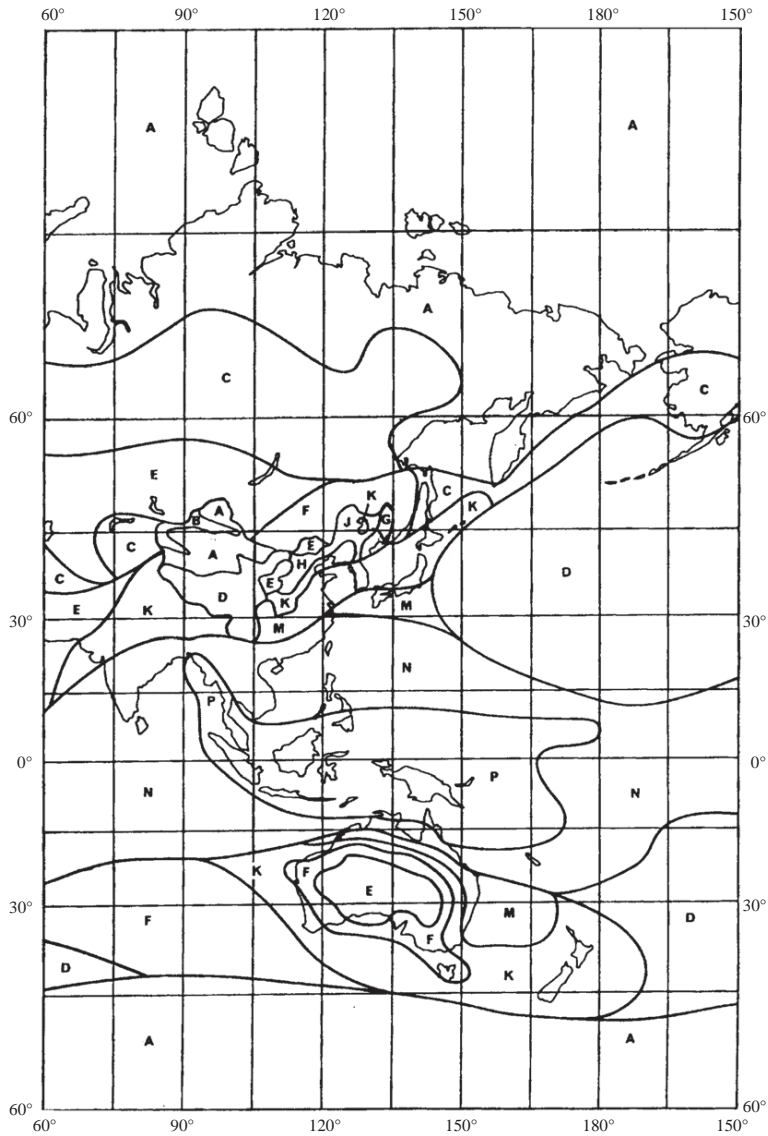 60° 90° 120° 150° 180° 150°
A A
A
C C
60° 60°
E K C
A F K
B J G
C A E
C H D
E
E K D K M
30° M 30°
N
P
0° 0°
P
N N
K F E
30° M 30°
F D
F
D K
A A
60° 60°
60° 90° 120° 150° 180° 150°